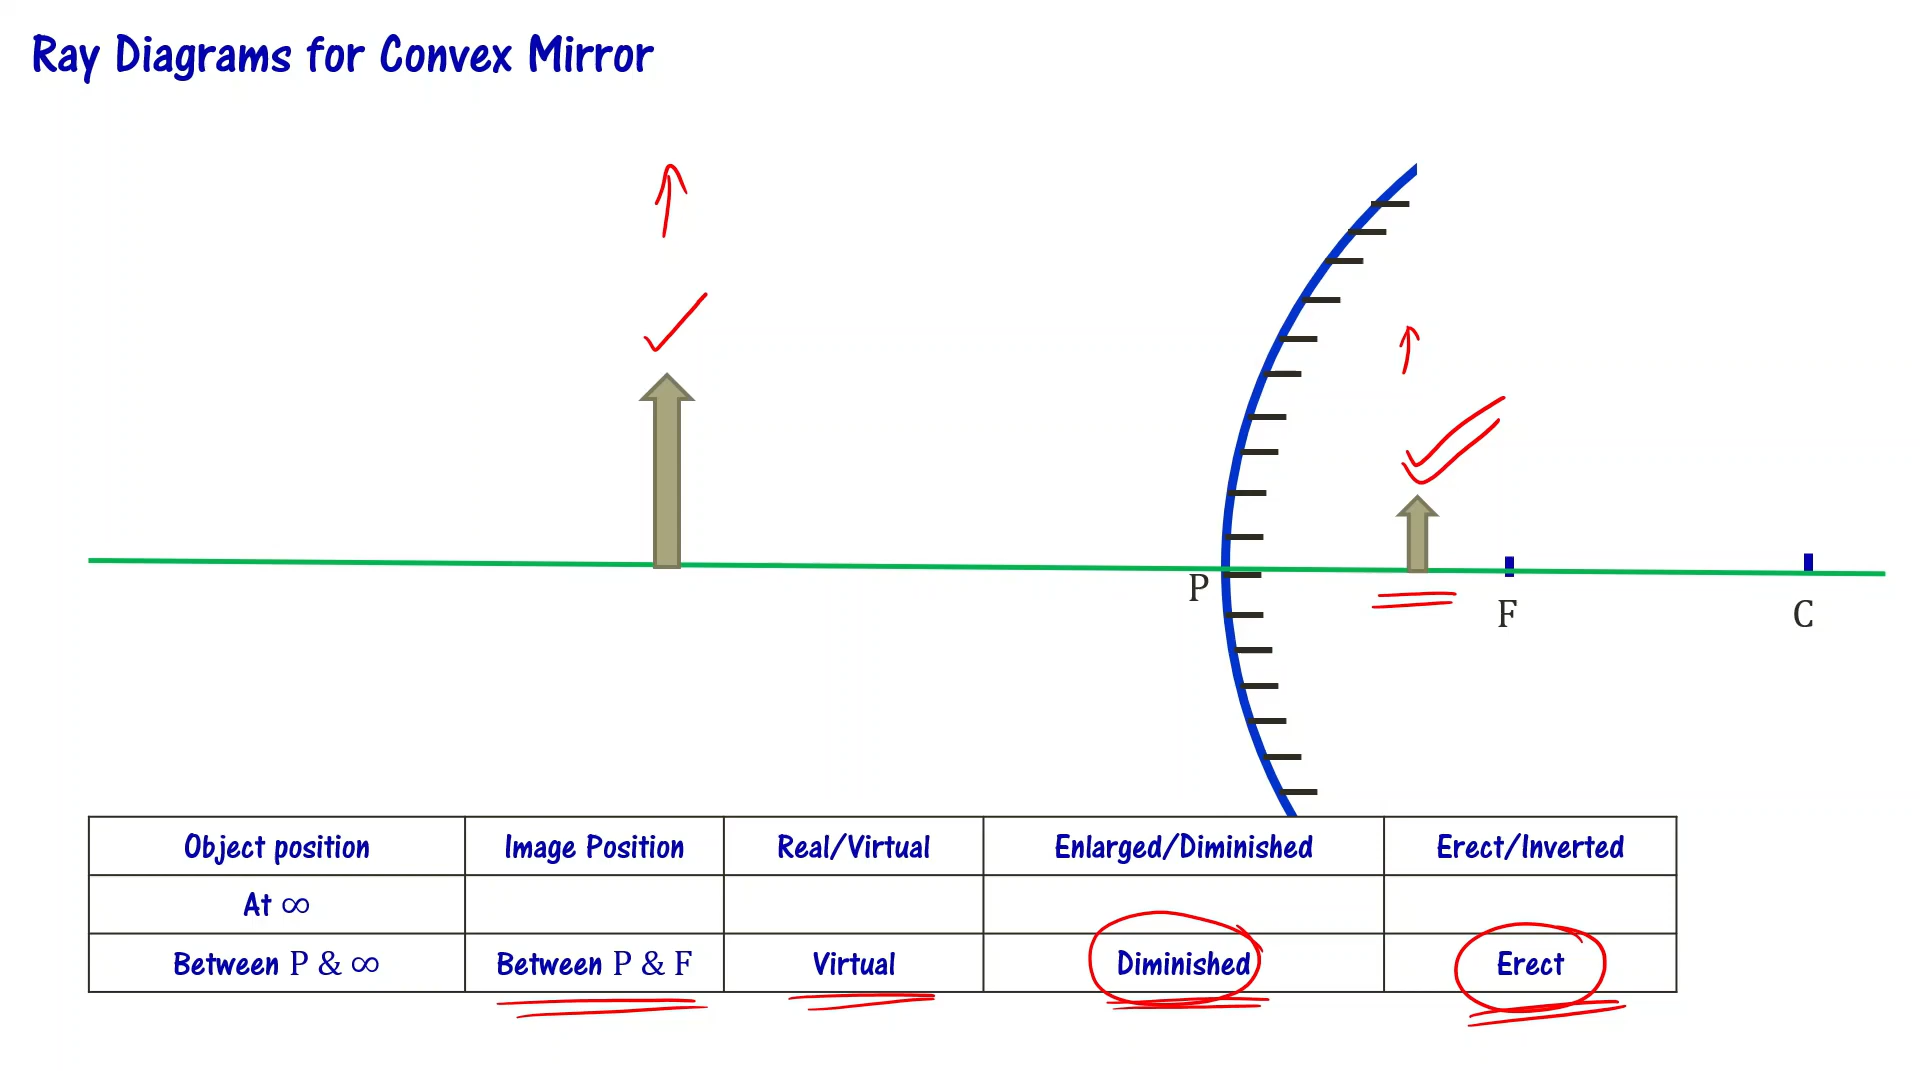 Ray Diagrams for Convex Mirror
P
F
C
Object position Image Position Real/Virtual Enlarged/Diminished Erect/Inverted
At ∞
Between P & ∞ Between P & F Virtual Diminished Erect